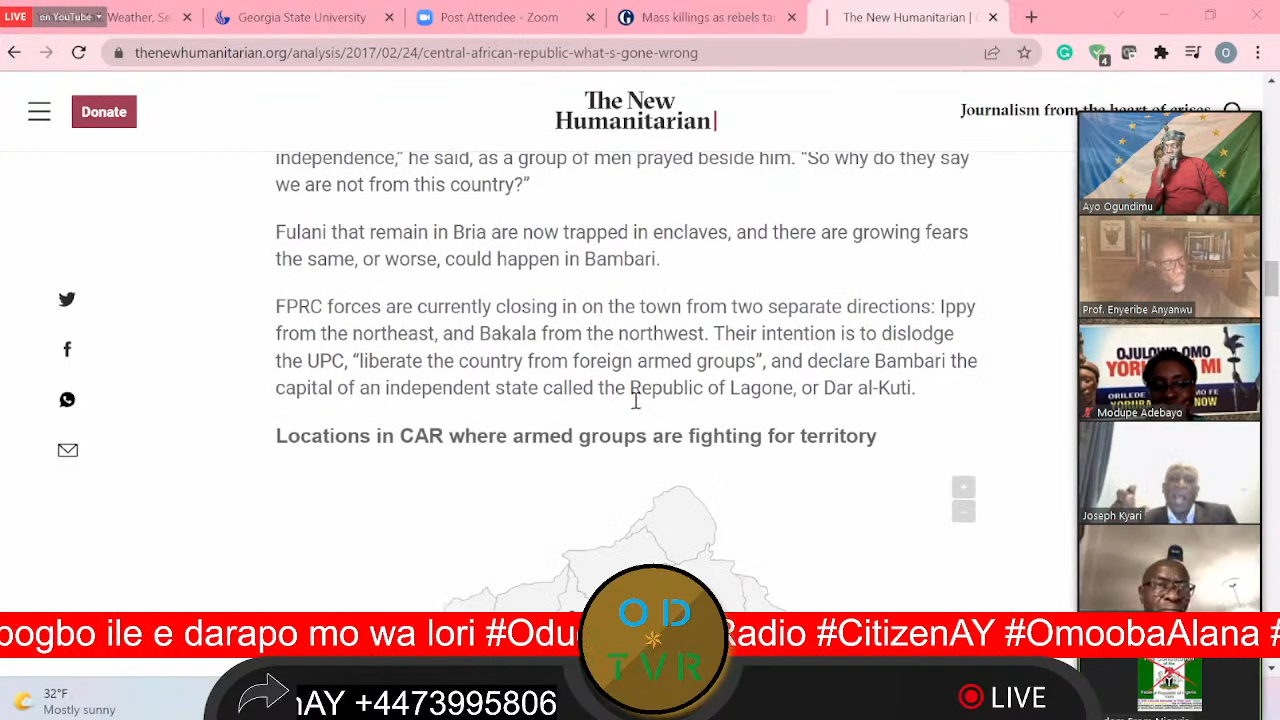 LIVE on YouTube
Weather, Se
Georgia State University
Post Attendee - Zoom
Mass killings as rebels ta
The New Humanitarian | C
thenewhumanitarian.org/analysis/2017/02/24/central-african-republic-what-s-gone-wrong
4
O
Donate
The New
Humanitarian
Journalism from the heart of crises
independence,” he said, as a group of men prayed beside him. “So why do they say
we are not from this country?”
Fulani that remain in Bria are now trapped in enclaves, and there are growing fears
the same, or worse, could happen in Bambari.
FPRC forces are currently closing in on the town from two separate directions: Ippy
from the northeast, and Bakala from the northwest. Their intention is to dislodge
the UPC, “liberate the country from foreign armed groups”, and declare Bambari the
capital of an independent state called the Republic of Lagone, or Dar al-Kuti.
Locations in CAR where armed groups are fighting for territory
+
-
Ayo Ogundimu
Prof. Enyeribe Anyanwu
OJULOWO OMO
NOW
Modupe Adebayo
Joseph Kyari
bogbo ile e darapo mo wa lori #Odu Radio #CitizenAY #OmoobaAlana #
OD
TVR
AY +4473695806
LIVE
32°F
Mostly sunny